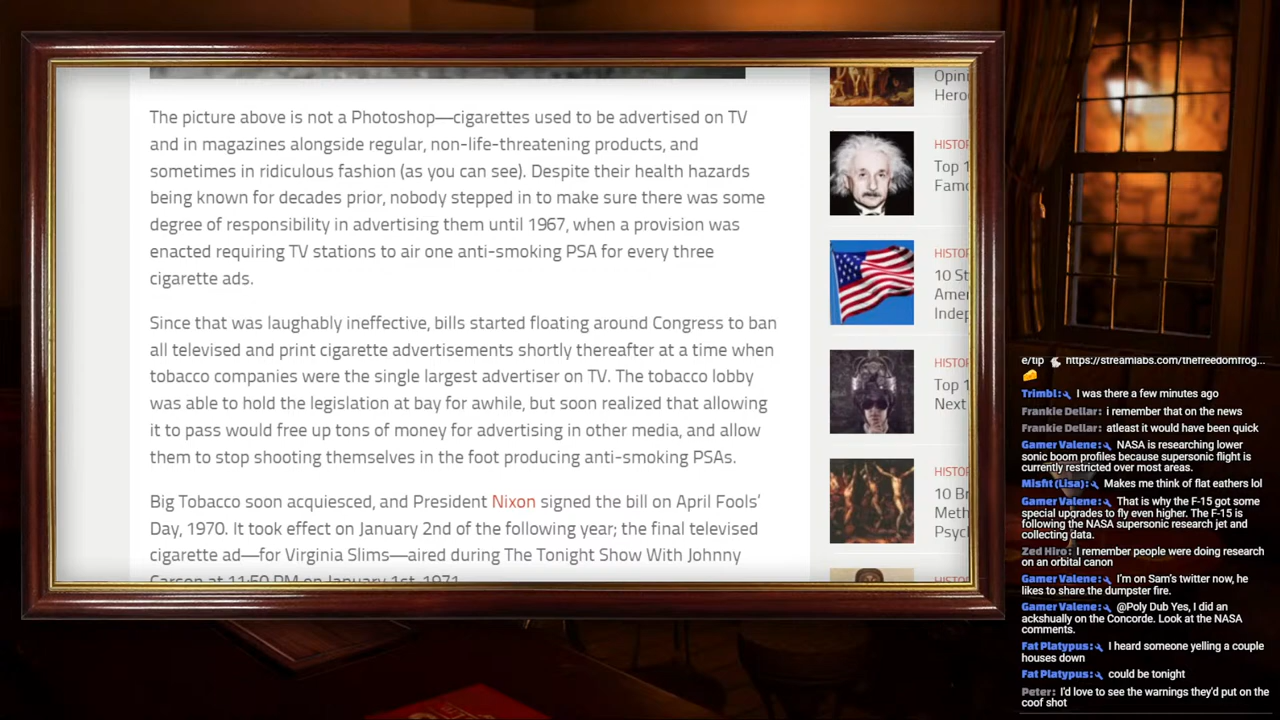 The picture above is not a Photoshop—cigarettes used to be advertised on TV
and in magazines alongside regular, non-life-threatening products, and
sometimes in ridiculous fashion (as you can see). Despite their health hazards
being known for decades prior, nobody stepped in to make sure there was some
degree of responsibility in advertising them until 1967, when a provision was
enacted requiring TV stations to air one anti-smoking PSA for every three
cigarette ads.
Since that was laughably ineffective, bills started floating around Congress to ban
all televised and print cigarette advertisements shortly thereafter at a time when
tobacco companies were the single largest advertiser on TV. The tobacco lobby
was able to hold the legislation at bay for awhile, but soon realized that allowing
it to pass would free up tons of money for advertising in other media, and allow
them to stop shooting themselves in the foot producing anti-smoking PSAs.
Big Tobacco soon acquiesced, and President Nixon signed the bill on April Fools'
Day, 1970. It took effect on January 2nd of the following year; the final televised
cigarette ad—for Virginia Slims—aired during The Tonight Show With Johnny
Carson at 11:50 PM on January 1st, 1971
Opini
Hero
HISTO
Top 1
Famo
HISTO
10 St
Amer
Indep
HISTO
Top 1
Next
HISTO
10 Br
Meth
Psych
HISTO
e/tip https://streamlabs.com/thefreedomfrog...
Trimbl: I was there a few minutes ago
Frankie Dellar: i remember that on the news
Frankie Dellar: atleast it would have been quick
Gamer Valene: NASA is researching lower
sonic boom profiles because supersonic flight is
currently restricted over most areas.
Misfit (Lisa): Makes me think of flat eathers lol
Gamer Valene: That is why the F-15 got some
special upgrades to fly even higher. The F-15 is
following the NASA supersonic research jet and
collecting data.
Zed Hiro: I remember people were doing research
on an orbital canon
Gamer Valene: I'm on Sam's twitter now, he
likes to share the dumpster fire.
Gamer Valene: @Poly Dub Yes, I did an
ackshually on the Concorde. Look at the NASA
comments.
Fat Platypus: I heard someone yelling a couple
houses down
Fat Platypus: could be tonight
Peter: I'd love to see the warnings they'd put on the
coof shot